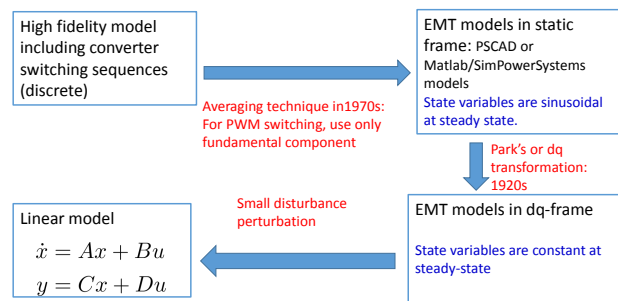 High fidelity model
including converter
switching sequences
(discrete)
EMT models in static
frame: PSCAD or
Matlab/SimPowerSystems
models
State variables are sinusoidal
at steady state.
Averaging technique in1970s:
For PWM switching, use only
fundamental component
Park's or dq
transformation:
1920s
EMT models in dq-frame
State variables are constant at
steady-state
Small disturbance
perturbation
Linear model
ẋ = Ax + Bu
y = Cx + Du